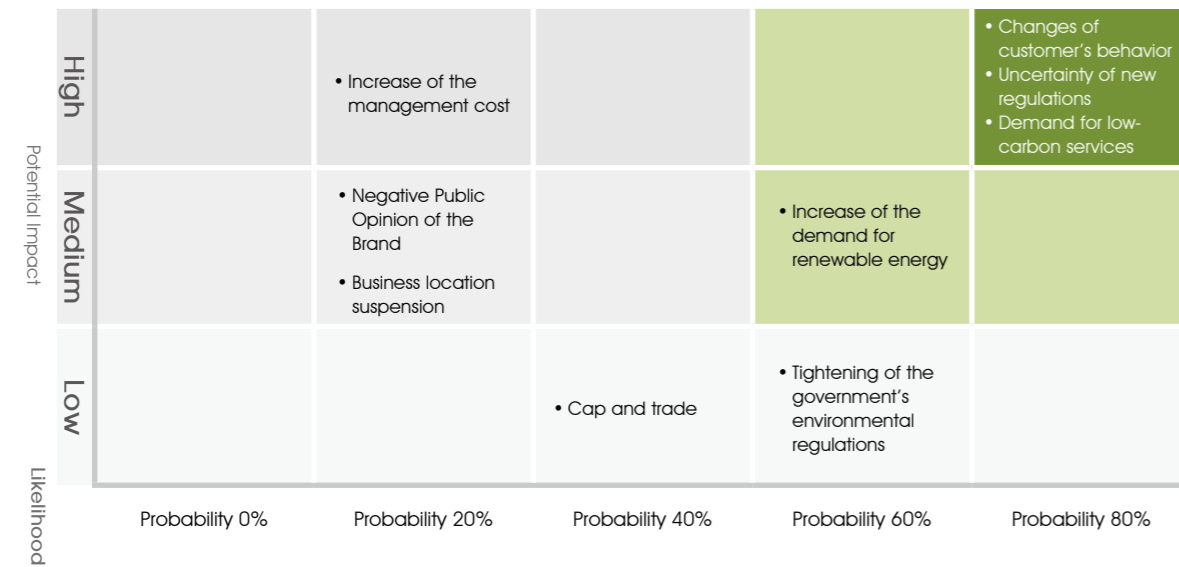 Potential Impact
High
• Increase of the
management cost
• Changes of
customer's behavior
• Uncertainty of new
regulations
• Demand for low-
carbon services
Medium
• Negative Public
Opinion of the
Brand
• Business location
suspension
• Increase of the
demand for
renewable energy
Low
• Cap and trade
• Tightening of the
government's
environmental
regulations
Likelihood
Probability 0%
Probability 20%
Probability 40%
Probability 60%
Probability 80%